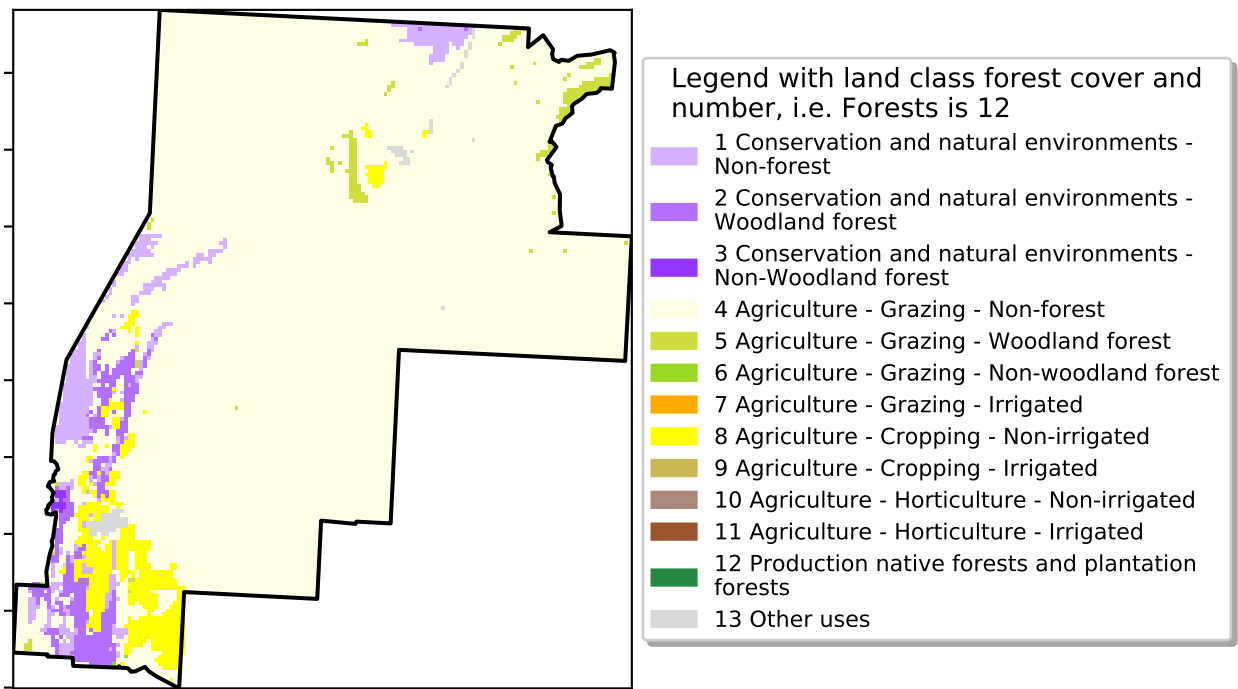 Legend with land class forest cover and
number, i.e. Forests is 12
1 Conservation and natural environments -
Non-forest
2 Conservation and natural environments -
Woodland forest
3 Conservation and natural environments -
Non-Woodland forest
4 Agriculture - Grazing - Non-forest
5 Agriculture - Grazing - Woodland forest
6 Agriculture - Grazing - Non-woodland forest
7 Agriculture - Grazing - Irrigated
8 Agriculture - Cropping - Non-irrigated
9 Agriculture - Cropping - Irrigated
10 Agriculture - Horticulture - Non-irrigated
11 Agriculture - Horticulture - Irrigated
12 Production native forests and plantation
forests
13 Other uses